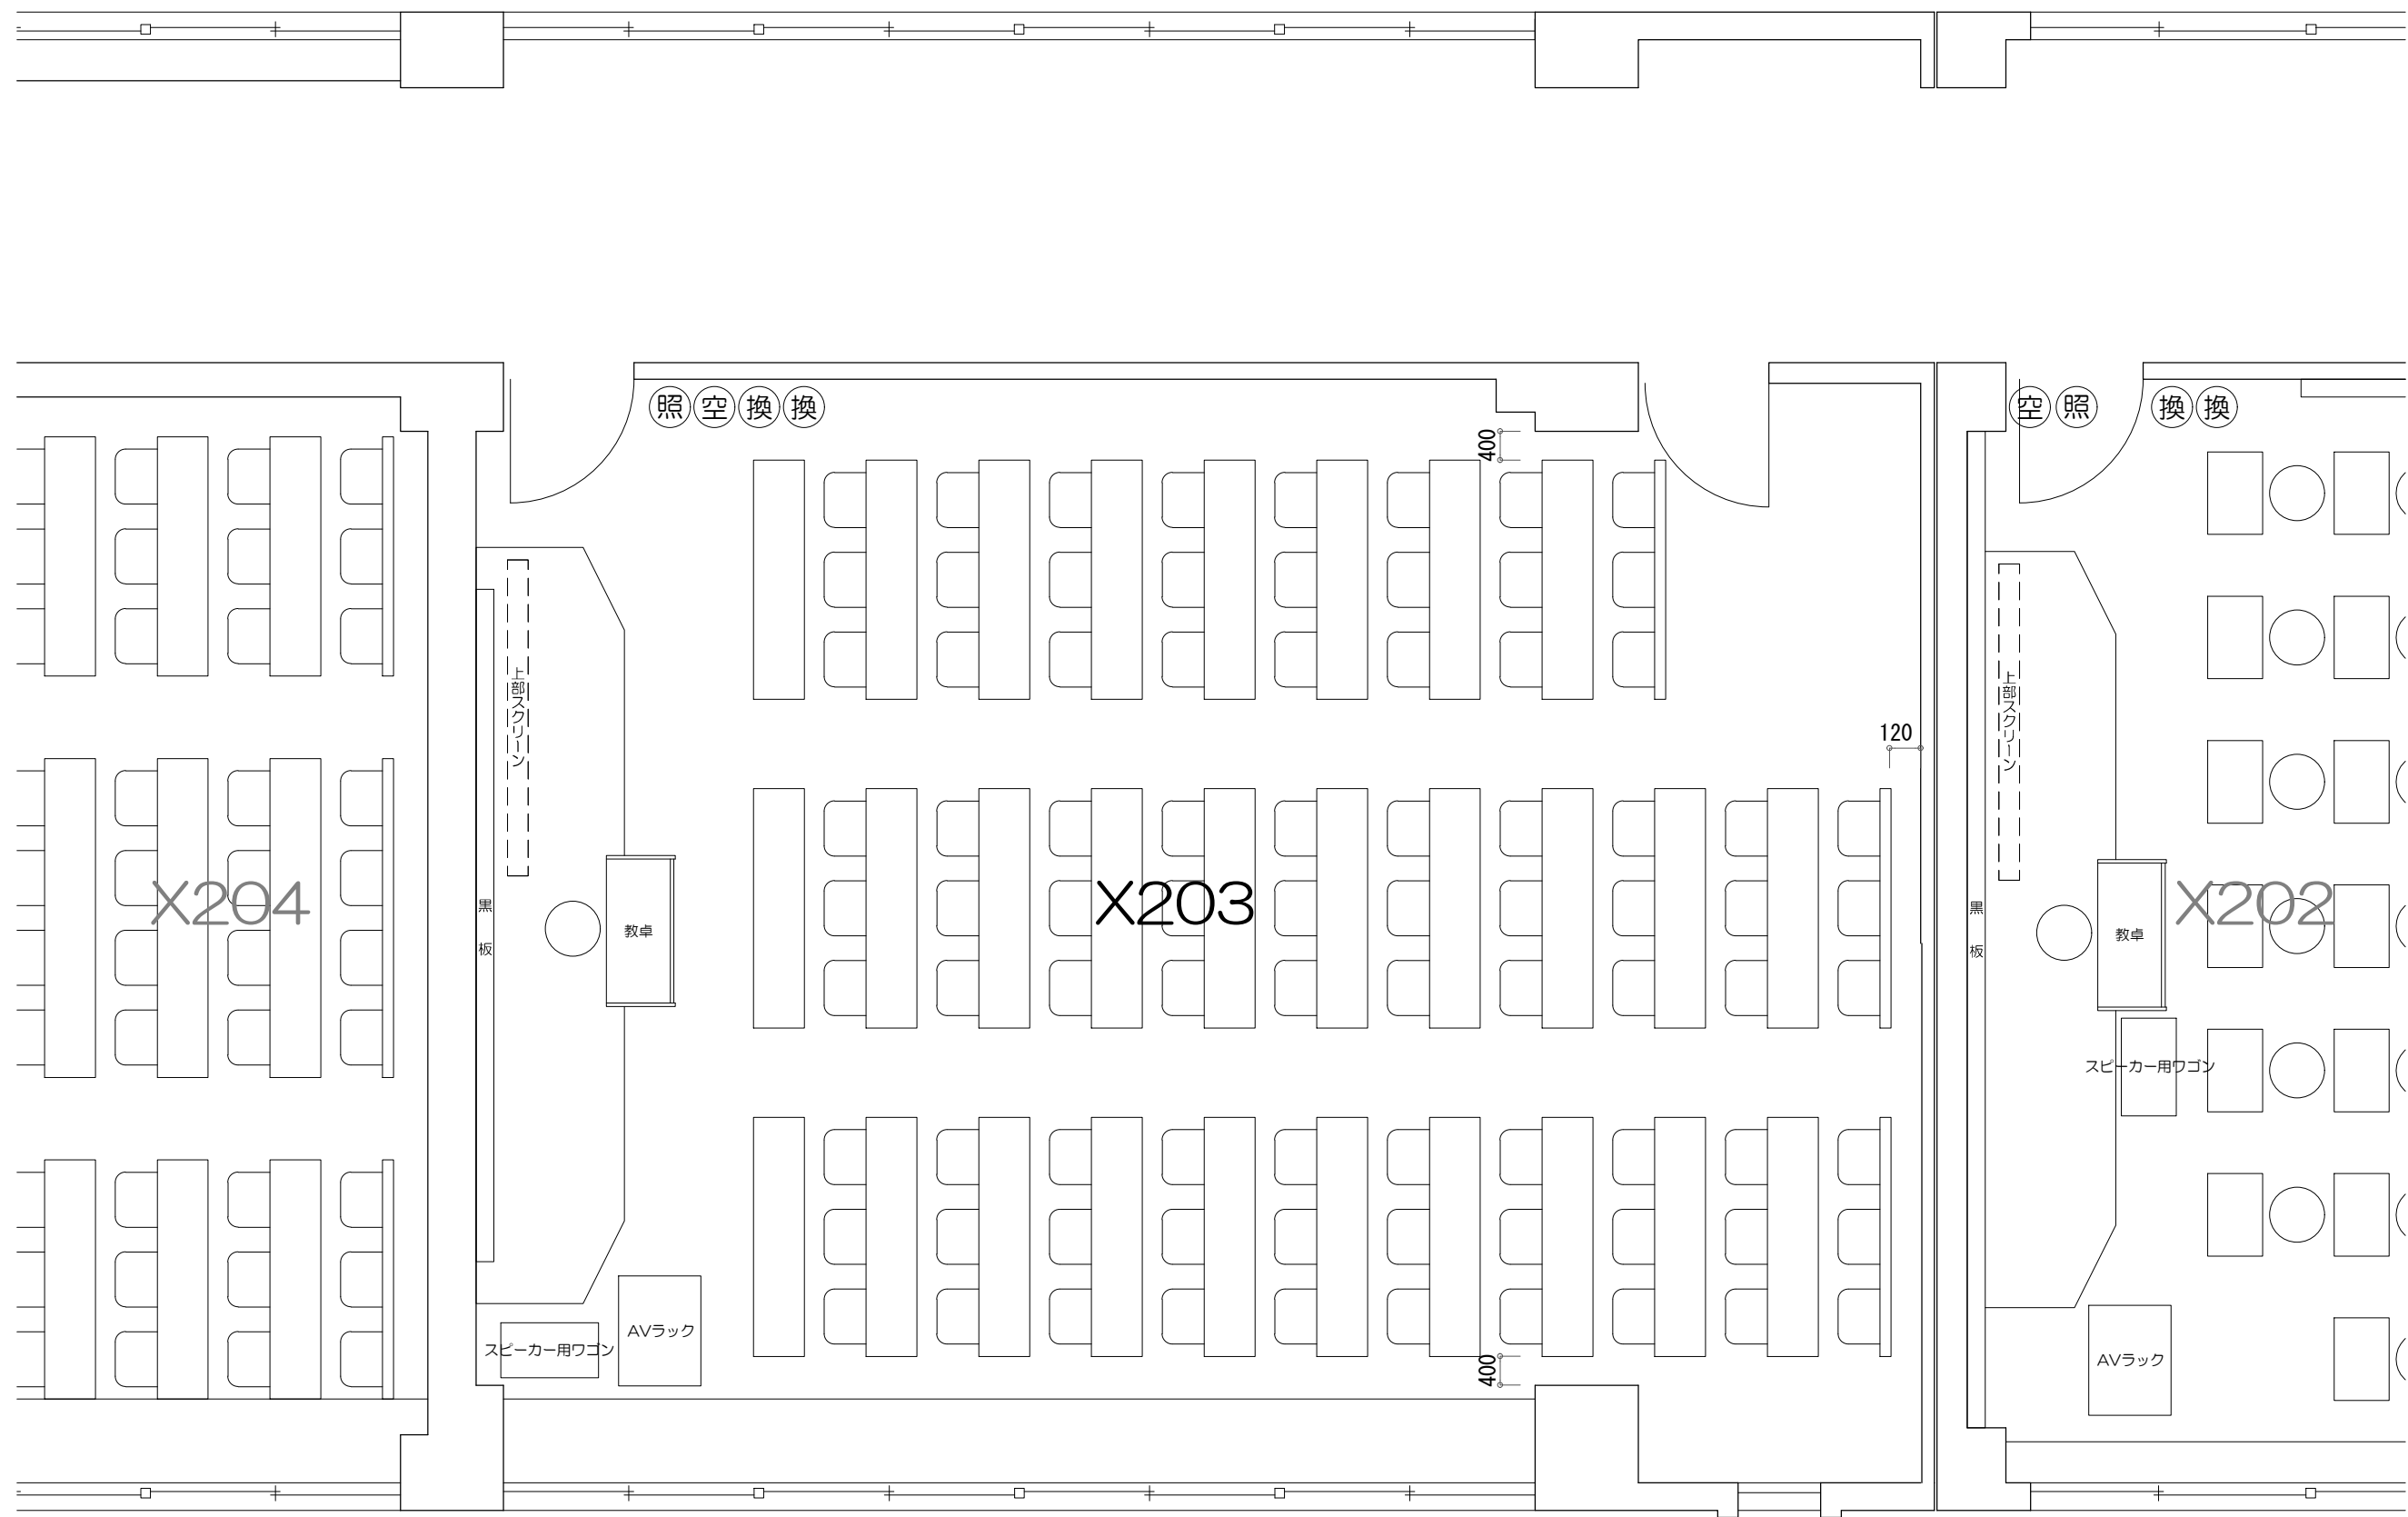 照 空 換 換
空 照 換 換
400
上部スクリーン
上部スクリーン
120
X204
黒板
教卓
X203
黒板
教卓
X202
スピーカー用ワゴン
AVラック
スピーカー用ワゴン
400
AVラック